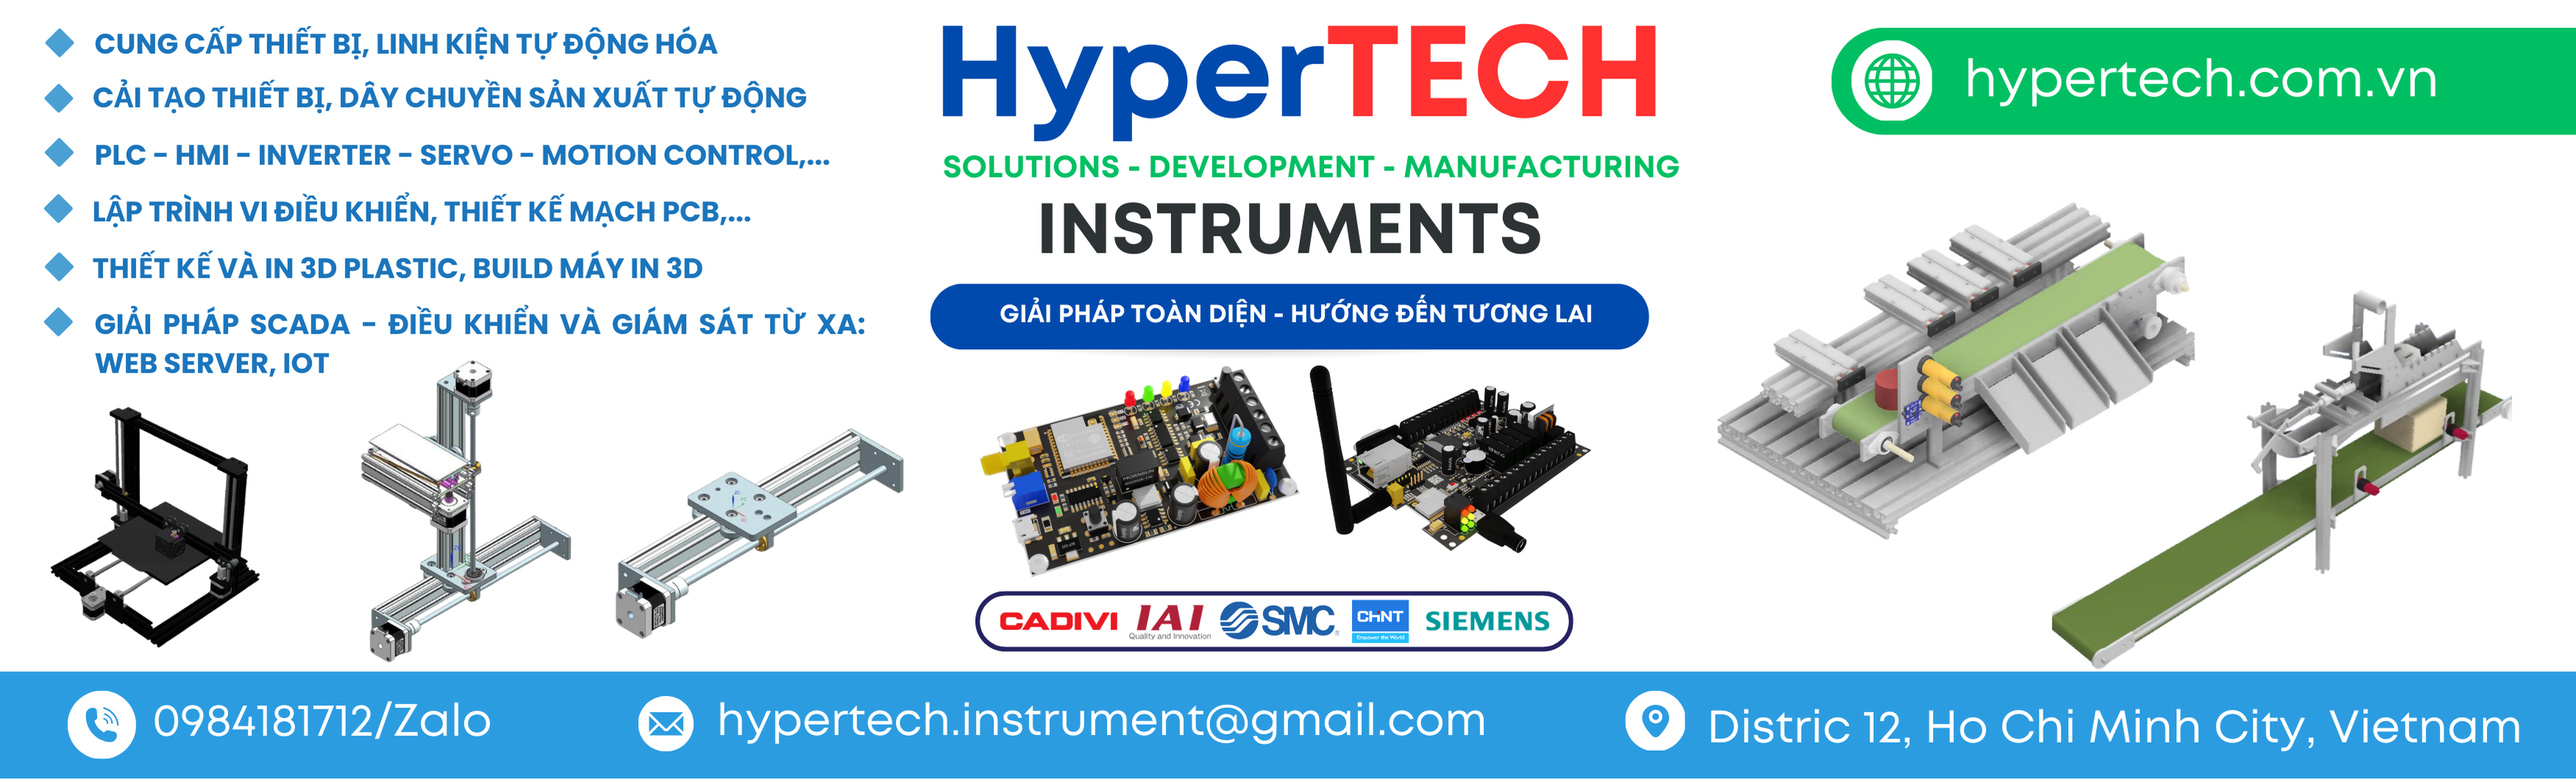 CUNG CẤP THIẾT BỊ, LINH KIỆN TỰ ĐỘNG HÓA
CẢI TẠO THIẾT BỊ, DÂY CHUYỀN SẢN XUẤT TỰ ĐỘNG
PLC - HMI - INVERTER - SERVO - MOTION CONTROL,...
LẬP TRÌNH VI ĐIỀU KHIỂN, THIẾT KẾ MẠCH PCB,...
THIẾT KẾ VÀ IN 3D PLASTIC, BUILD MÁY IN 3D
GIẢI PHÁP SCADA - ĐIỀU KHIỂN VÀ GIÁM SÁT TỪ XA:
WEB SERVER, IOT
HyperTECH
SOLUTIONS - DEVELOPMENT - MANUFACTURING
INSTRUMENTS
GIẢI PHÁP TOÀN DIỆN - HƯỚNG ĐẾN TƯƠNG LAI
CADIVI IAI SMC CHNT SIEMENS
Quality and Innovation Empower the World
hypertech.com.vn
0984181712/Zalo
hypertech.instrument@gmail.com
Distric 12, Ho Chi Minh City, Vietnam